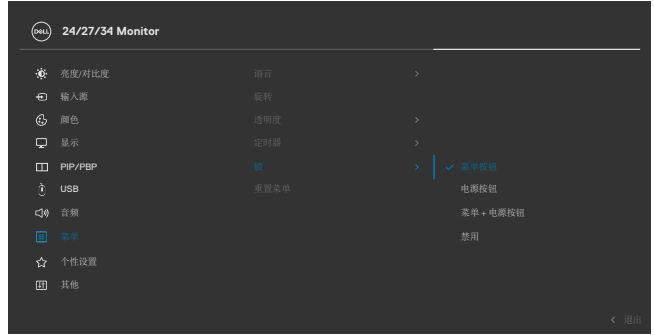 DELL 24/27/34 Monitor
亮度/对比度 语言
输入源 旋转
颜色 透明度
显示 定时器
PIP/PBP 锁 菜单按钮
USB 重置菜单 电源按钮
音频 菜单 + 电源按钮
菜单 禁用
个性设置
其他
退出